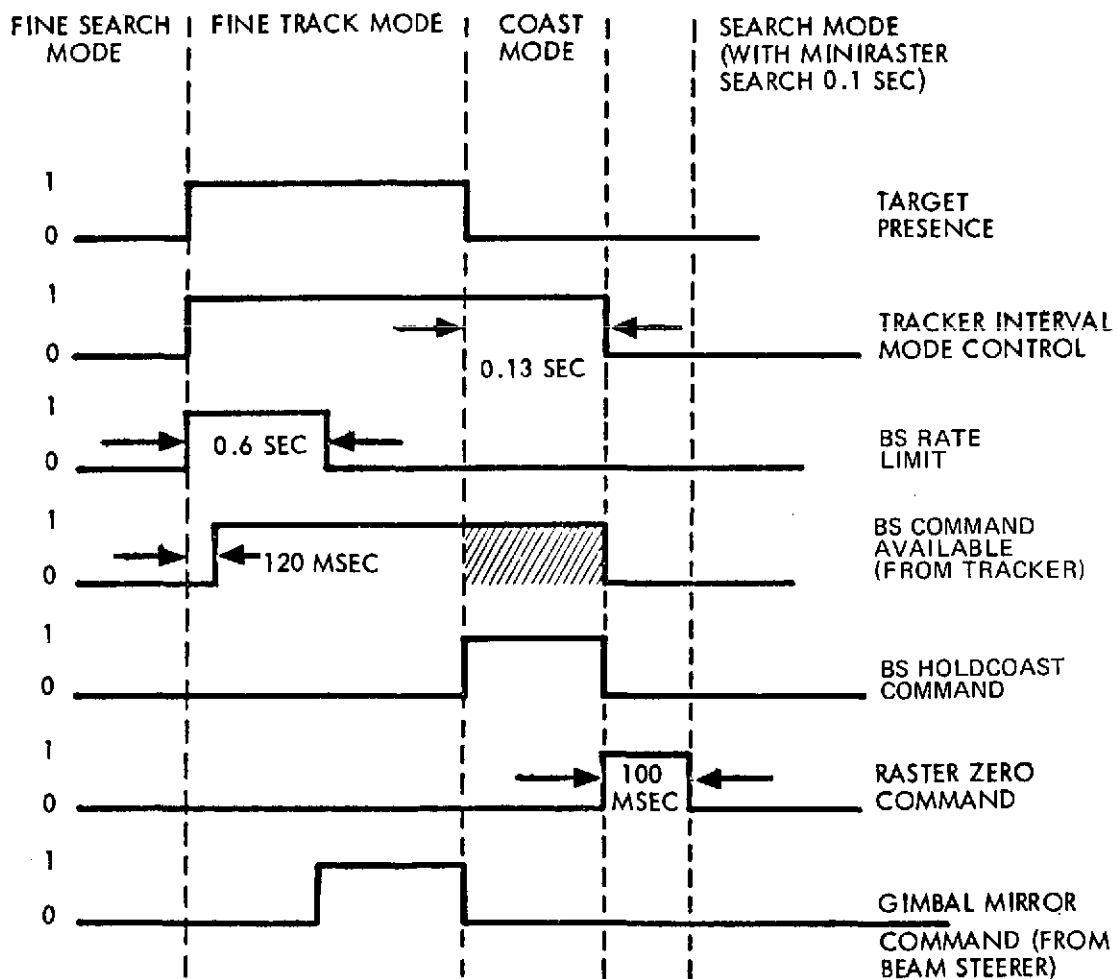 FINE SEARCH
MODE
FINE TRACK MODE
COAST
MODE
SEARCH MODE
(WITH MINIRASTER
SEARCH 0.1 SEC)
1
0
TARGET
PRESENCE
1
0
0.13 SEC
TRACKER INTERVAL
MODE CONTROL
1
0
0.6 SEC
BS RATE
LIMIT
1
0
120 MSEC
BS COMMAND
AVAILABLE
(FROM TRACKER)
1
0
BS HOLDCOAST
COMMAND
1
0
100
MSEC
RASTER ZERO
COMMAND
1
0
GIMBAL MIRROR
COMMAND (FROM
BEAM STEERER)